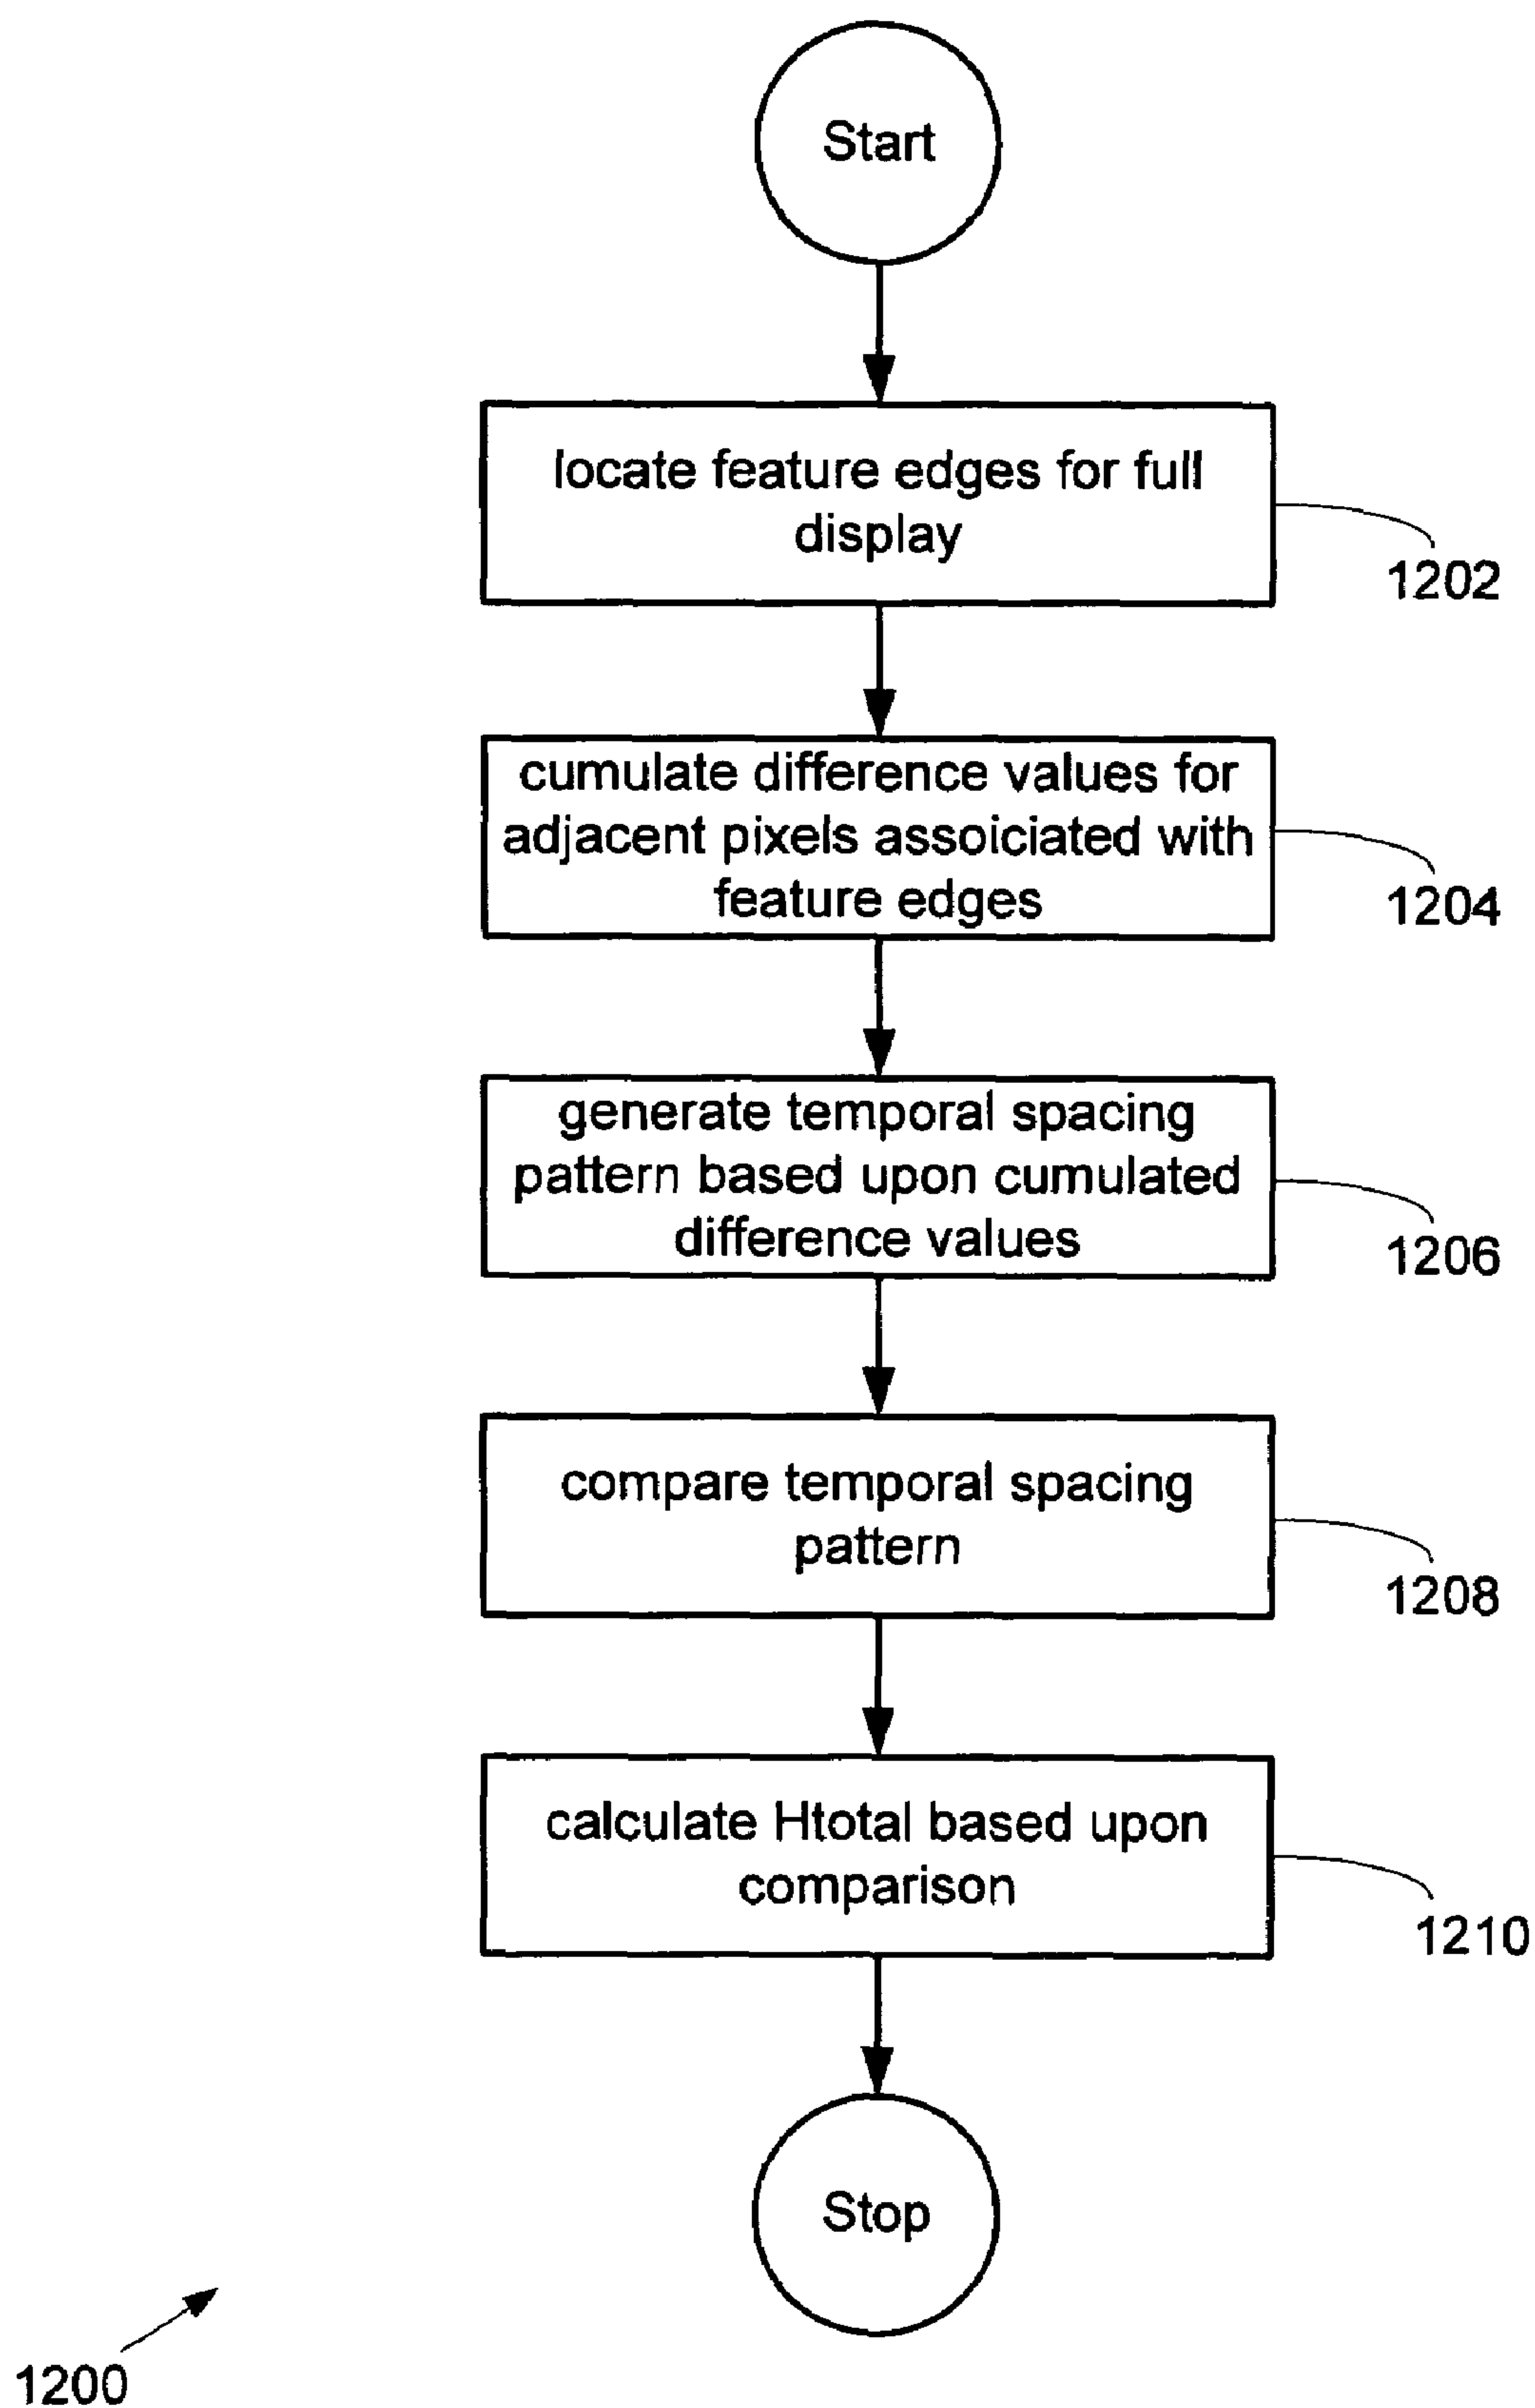 Start
locate feature edges for full
display
1202
cumulate difference values for
adjacent pixels assoiciated with
feature edges
1204
generate temporal spacing
pattern based upon cumulated
difference values
1206
compare temporal spacing
pattern
1208
calculate Htotal based upon
comparison
1210
Stop
1200